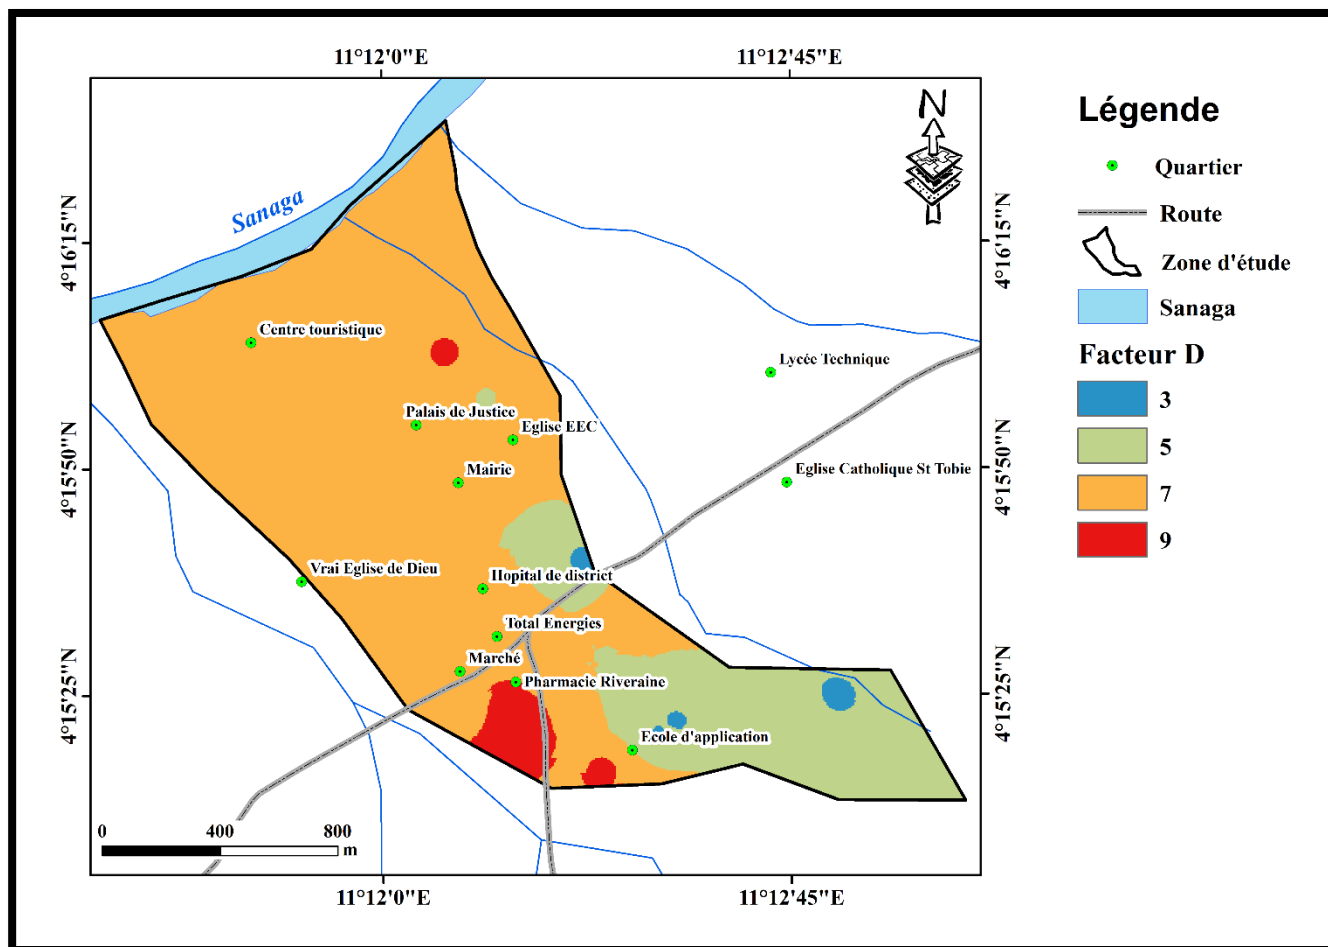 11°12'0"E
11°12'45"E
N
Légende
Quartier
Route
Zone d'étude
Sanaga
Facteur D
3
5
7
9
Sanaga
4°16'15"N
4°16'15"N
Centre touristique
Lycée Technique
Palais de Justice
Eglise EEC
4°15'50"N
4°15'50"N
Mairie
Eglise Catholique St Tobie
Vrai Eglise de Dieu
Hopital de district
Total Energies
Marché
Pharmacie Riveraine
4°15'25"N
4°15'25"N
Ecole d'application
0 400 800
m
11°12'0"E
11°12'45"E